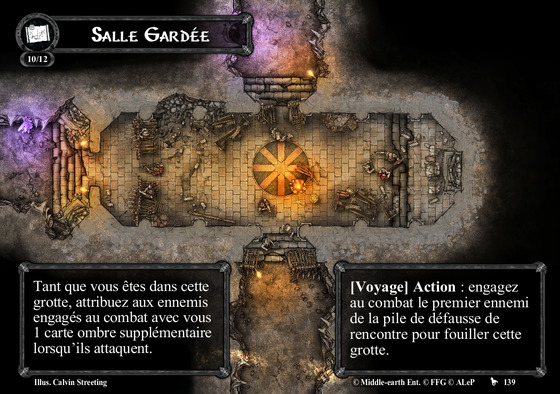 Salle Gardée
10/12
Tant que vous êtes dans cette
grotte, attribuez aux ennemis
engagés au combat avec vous
1 carte ombre supplémentaire
lorsqu'ils attaquent.
[Voyage] Action : engagez
au combat le premier ennemi
de la pile de défausse de
rencontre pour fouiller cette
grotte.
Illus. Calvin Streeting
© Middle-earth Ent. © FFG © ALeP
139